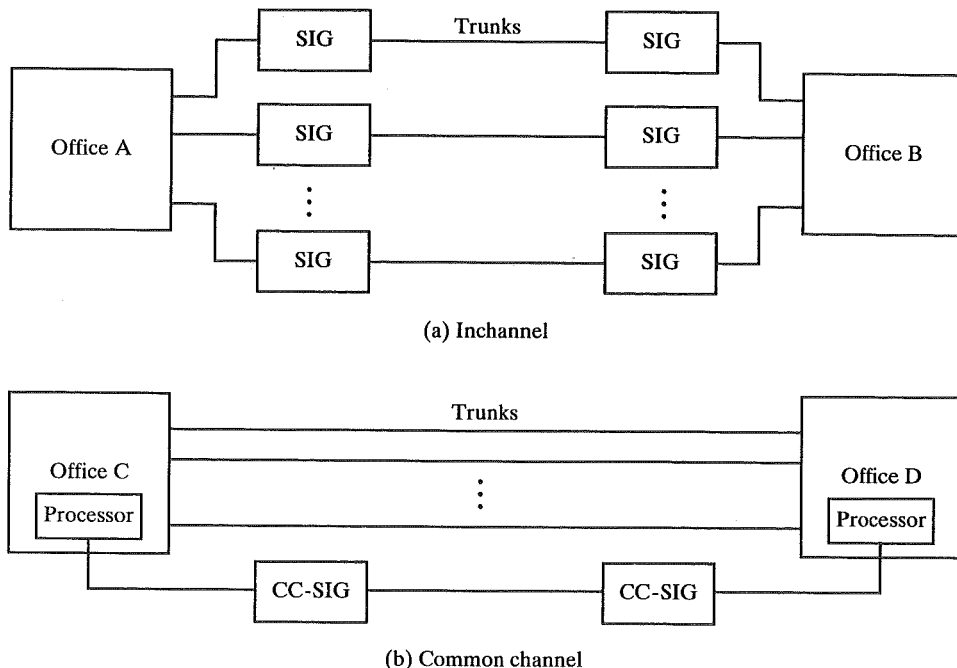 SIG
Trunks
SIG
Office A
SIG
SIG
Office B
SIG
SIG
(a) Inchannel
Trunks
Office C
Office D
Processor
Processor
CC-SIG
CC-SIG
(b) Common channel